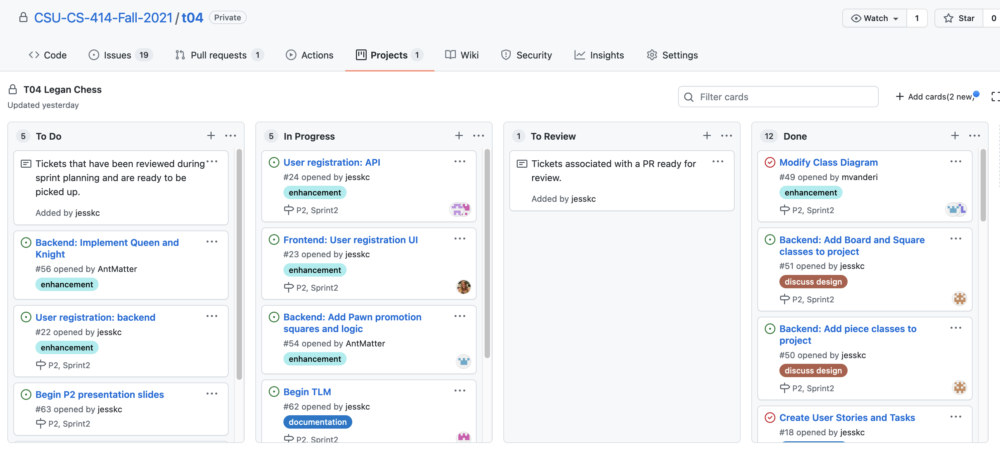 CSU-CS-414-Fall-2021 / t04 Private
Watch 1 Star 0
Code Issues 19 Pull requests 1 Actions Projects 1 Wiki Security Insights Settings
T04 Legan Chess
Updated yesterday
Filter cards
Add cards(2 new)
5 To Do
Tickets that have been reviewed during
sprint planning and are ready to be
picked up.
Added by jesskc
Backend: Implement Queen and
Knight
#56 opened by AntMatter
enhancement
User registration: backend
#22 opened by jesskc
enhancement
P2, Sprint2
Begin P2 presentation slides
#63 opened by jesskc
P2, Sprint2
5 In Progress
User registration: API
#24 opened by jesskc
enhancement
P2, Sprint2
Frontend: User registration UI
#23 opened by jesskc
enhancement
P2, Sprint2
Backend: Add Pawn promotion
squares and logic
#54 opened by AntMatter
enhancement
Begin TLM
#62 opened by jesskc
documentation
P2, Sprint2
1 To Review
Tickets associated with a PR ready for
review.
Added by jesskc
12 Done
Modify Class Diagram
#49 opened by mvanderi
enhancement
P2, Sprint2
Backend: Add Board and Square
classes to project
#51 opened by jesskc
discuss design
P2, Sprint2
Backend: Add piece classes to
project
#50 opened by jesskc
discuss design
P2, Sprint2
Create User Stories and Tasks
#18 opened by jesskc